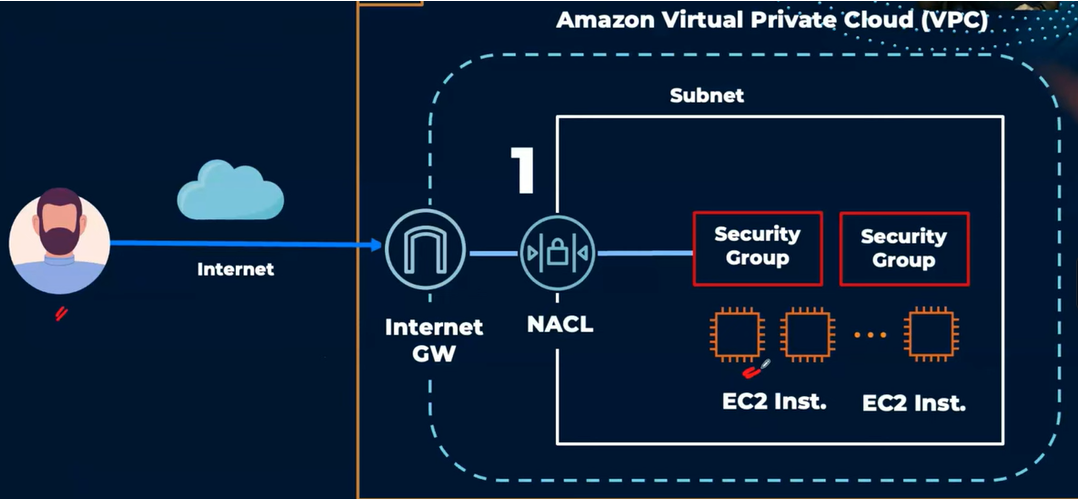 Amazon Virtual Private Cloud (VPC)
Subnet
1
Internet
Internet
GW
NACL
Security
Group
Security
Group
EC2 Inst.
EC2 Inst.